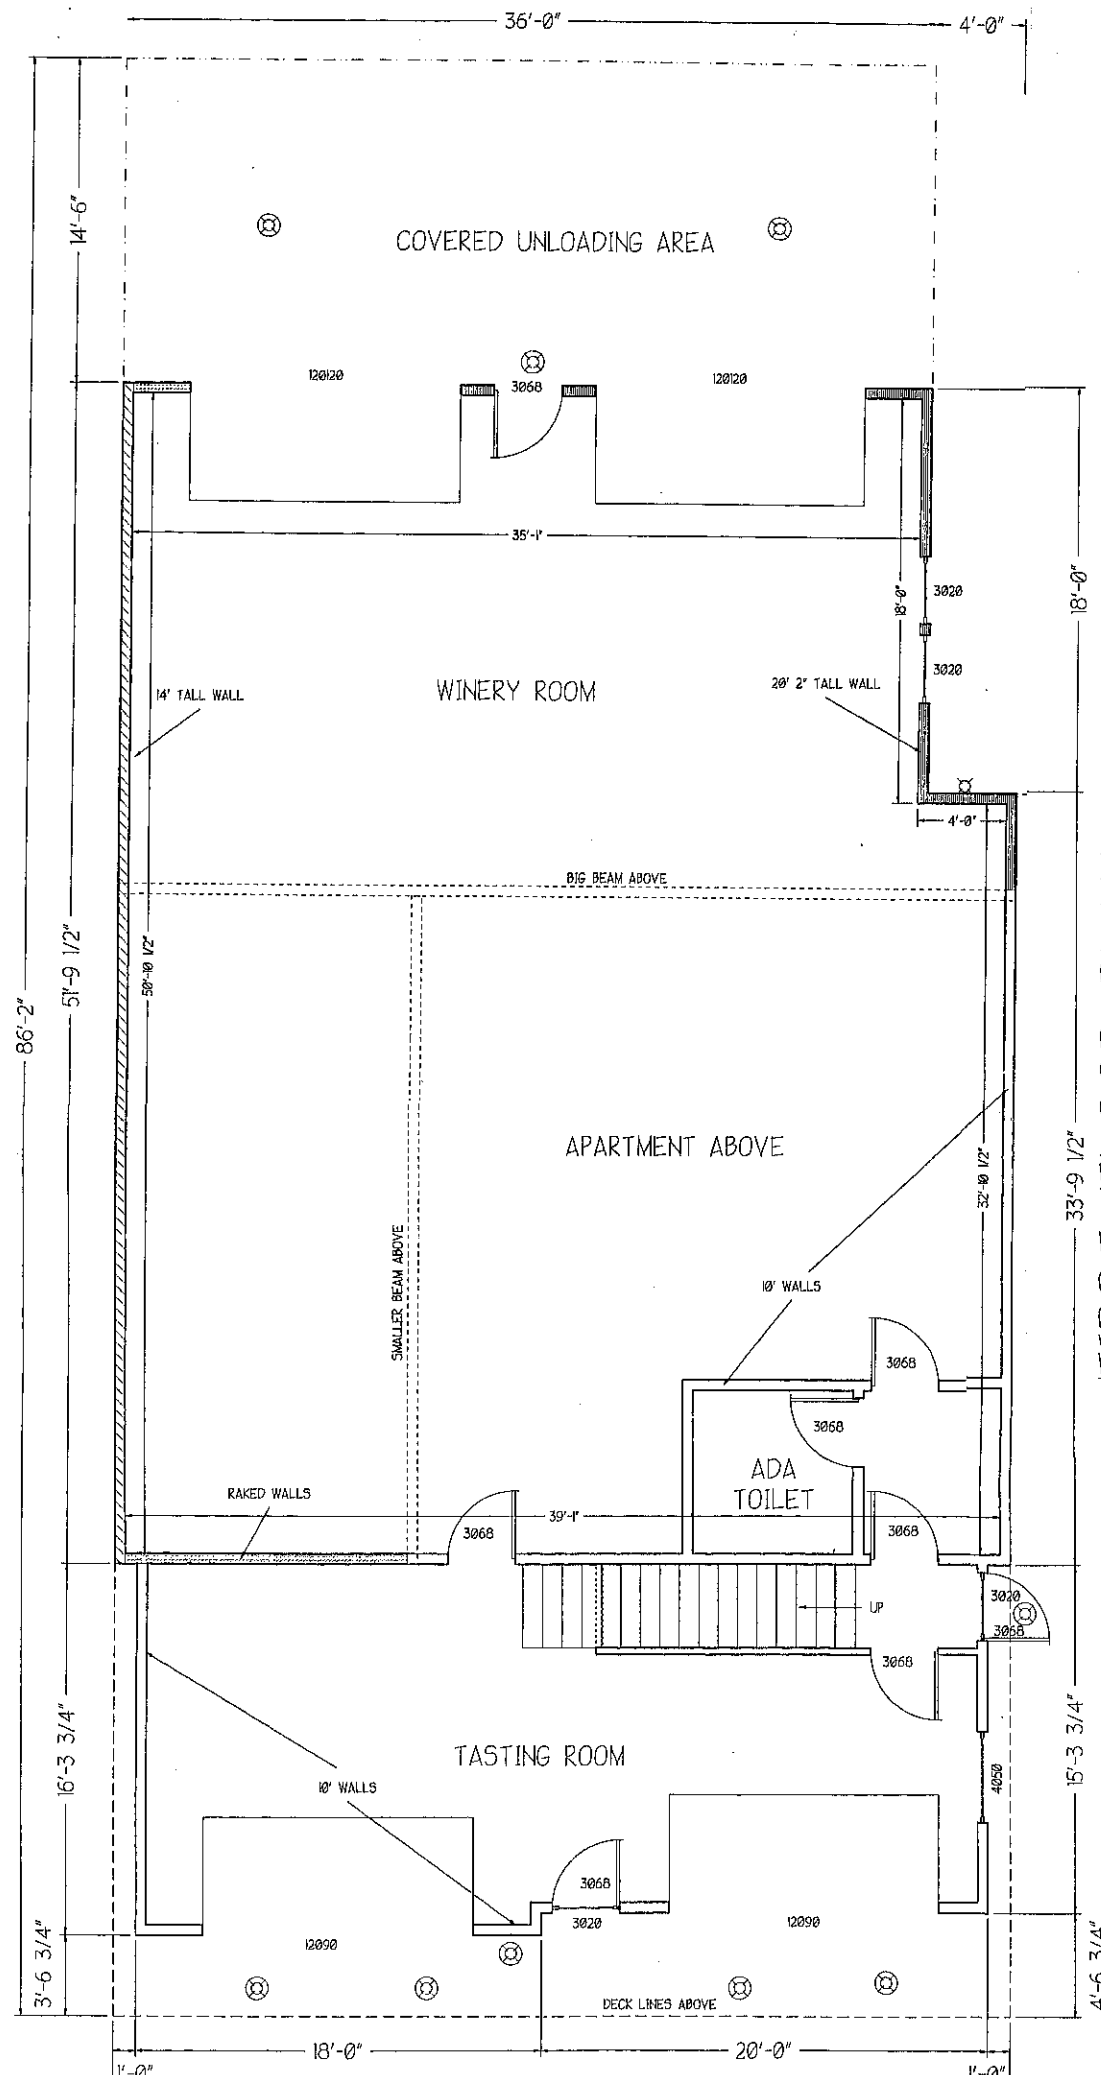 36'-0"
4'-0"
14'-6"
COVERED UNLOADING AREA
120120
3068
120120
35'-1"
18'-0"
18'-0"
3020
3020
14' TALL WALL
WINERY ROOM
20' 2" TALL WALL
4'-0"
BIG BEAM ABOVE
86'-2"
51'-9 1/2"
50'-10 1/2"
APARTMENT ABOVE
32'-10 1/2"
33'-9 1/2"
SMALLER BEAM ABOVE
10' WALLS
3068
3068
ADA
TOILET
RAKED WALLS
39'-1"
3068
3068
UP
3020
3068
3068
16'-3 3/4"
TASTING ROOM
10' WALLS
4050
15'-3 3/4"
3068
3020
12090
12090
3'-6 3/4"
4'-6 3/4"
DECK LINES ABOVE
18'-0"
20'-0"
1'-0"
1'-0"